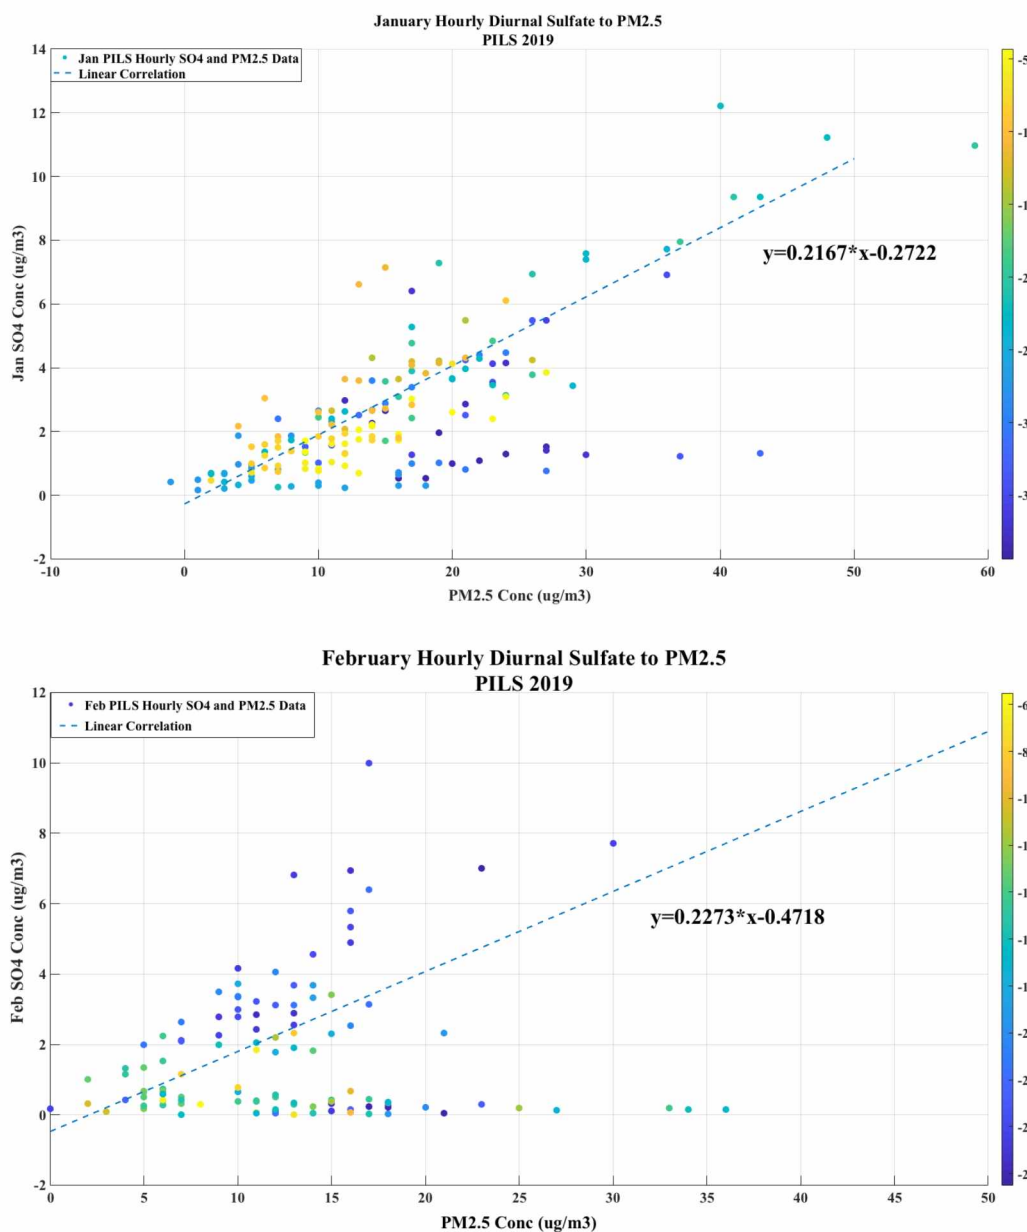 January Hourly Diurnal Sulfate to PM2.5
PILS 2019
Jan PILS Hourly SO4 and PM2.5 Data
Linear Correlation
14
12
10
8
6
4
2
0
-2
Jan SO4 Conc (ug/m3)
y=0.2167*x-0.2722
-10
0
10
20
30
40
50
60
PM2.5 Conc (ug/m3)
February Hourly Diurnal Sulfate to PM2.5
PILS 2019
Feb PILS Hourly SO4 and PM2.5 Data
Linear Correlation
12
10
8
6
4
2
0
-2
Feb SO4 Conc (ug/m3)
y=0.2273*x-0.4718
0
5
10
15
20
25
30
35
40
45
50
PM2.5 Conc (ug/m3)